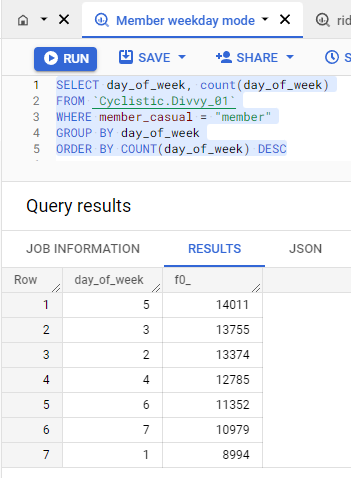 Member weekday mode
rid
RUN SAVE SHARE S
1 SELECT day_of_week, count(day_of_week)
2 FROM `Cyclistic.Divvy_01`
3 WHERE member_casual = "member"
4 GROUP BY day_of_week
5 ORDER BY COUNT(day_of_week) DESC
Query results
JOB INFORMATION RESULTS JSON
Row day_of_week f0_
1 5 14011
2 3 13755
3 2 13374
4 4 12785
5 6 11352
6 7 10979
7 1 8994